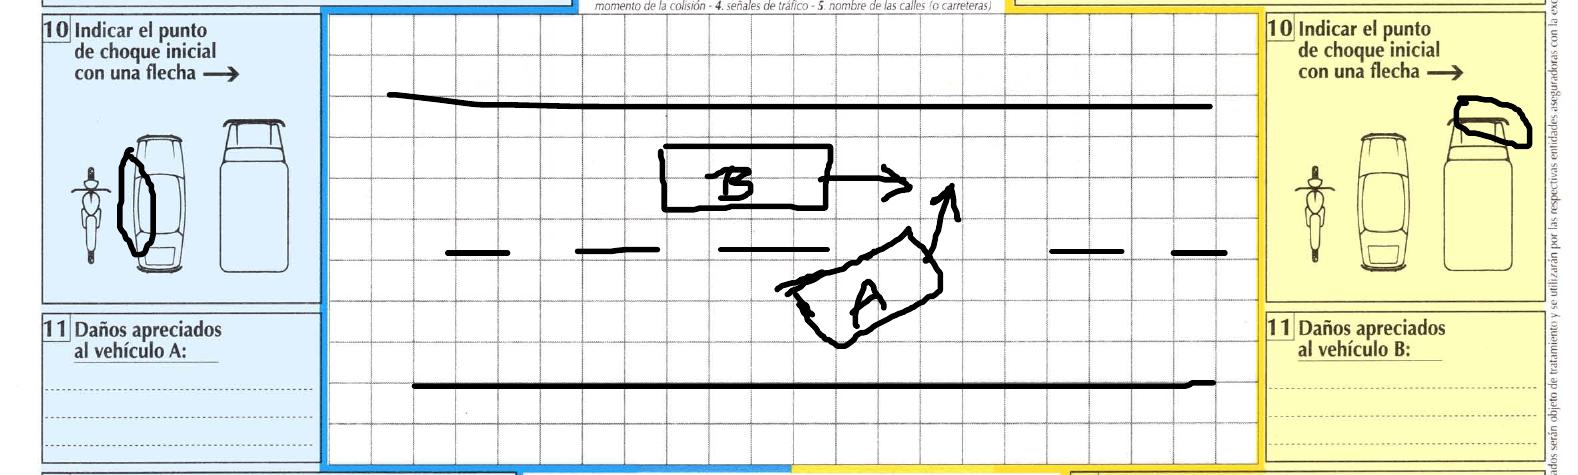 momento de la colisión - 4. señales de tráfico - 5. nombre de las calles (o carreteras)
10 Indicar el punto
de choque inicial
con una flecha →
11 Daños apreciados
al vehículo A:
B
A
10 Indicar el punto
de choque inicial
con una flecha →
11 Daños apreciados
al vehículo B:
ados serán objeto de tratamiento y se utilizarán por las respectivas entidades aseguradoras con la